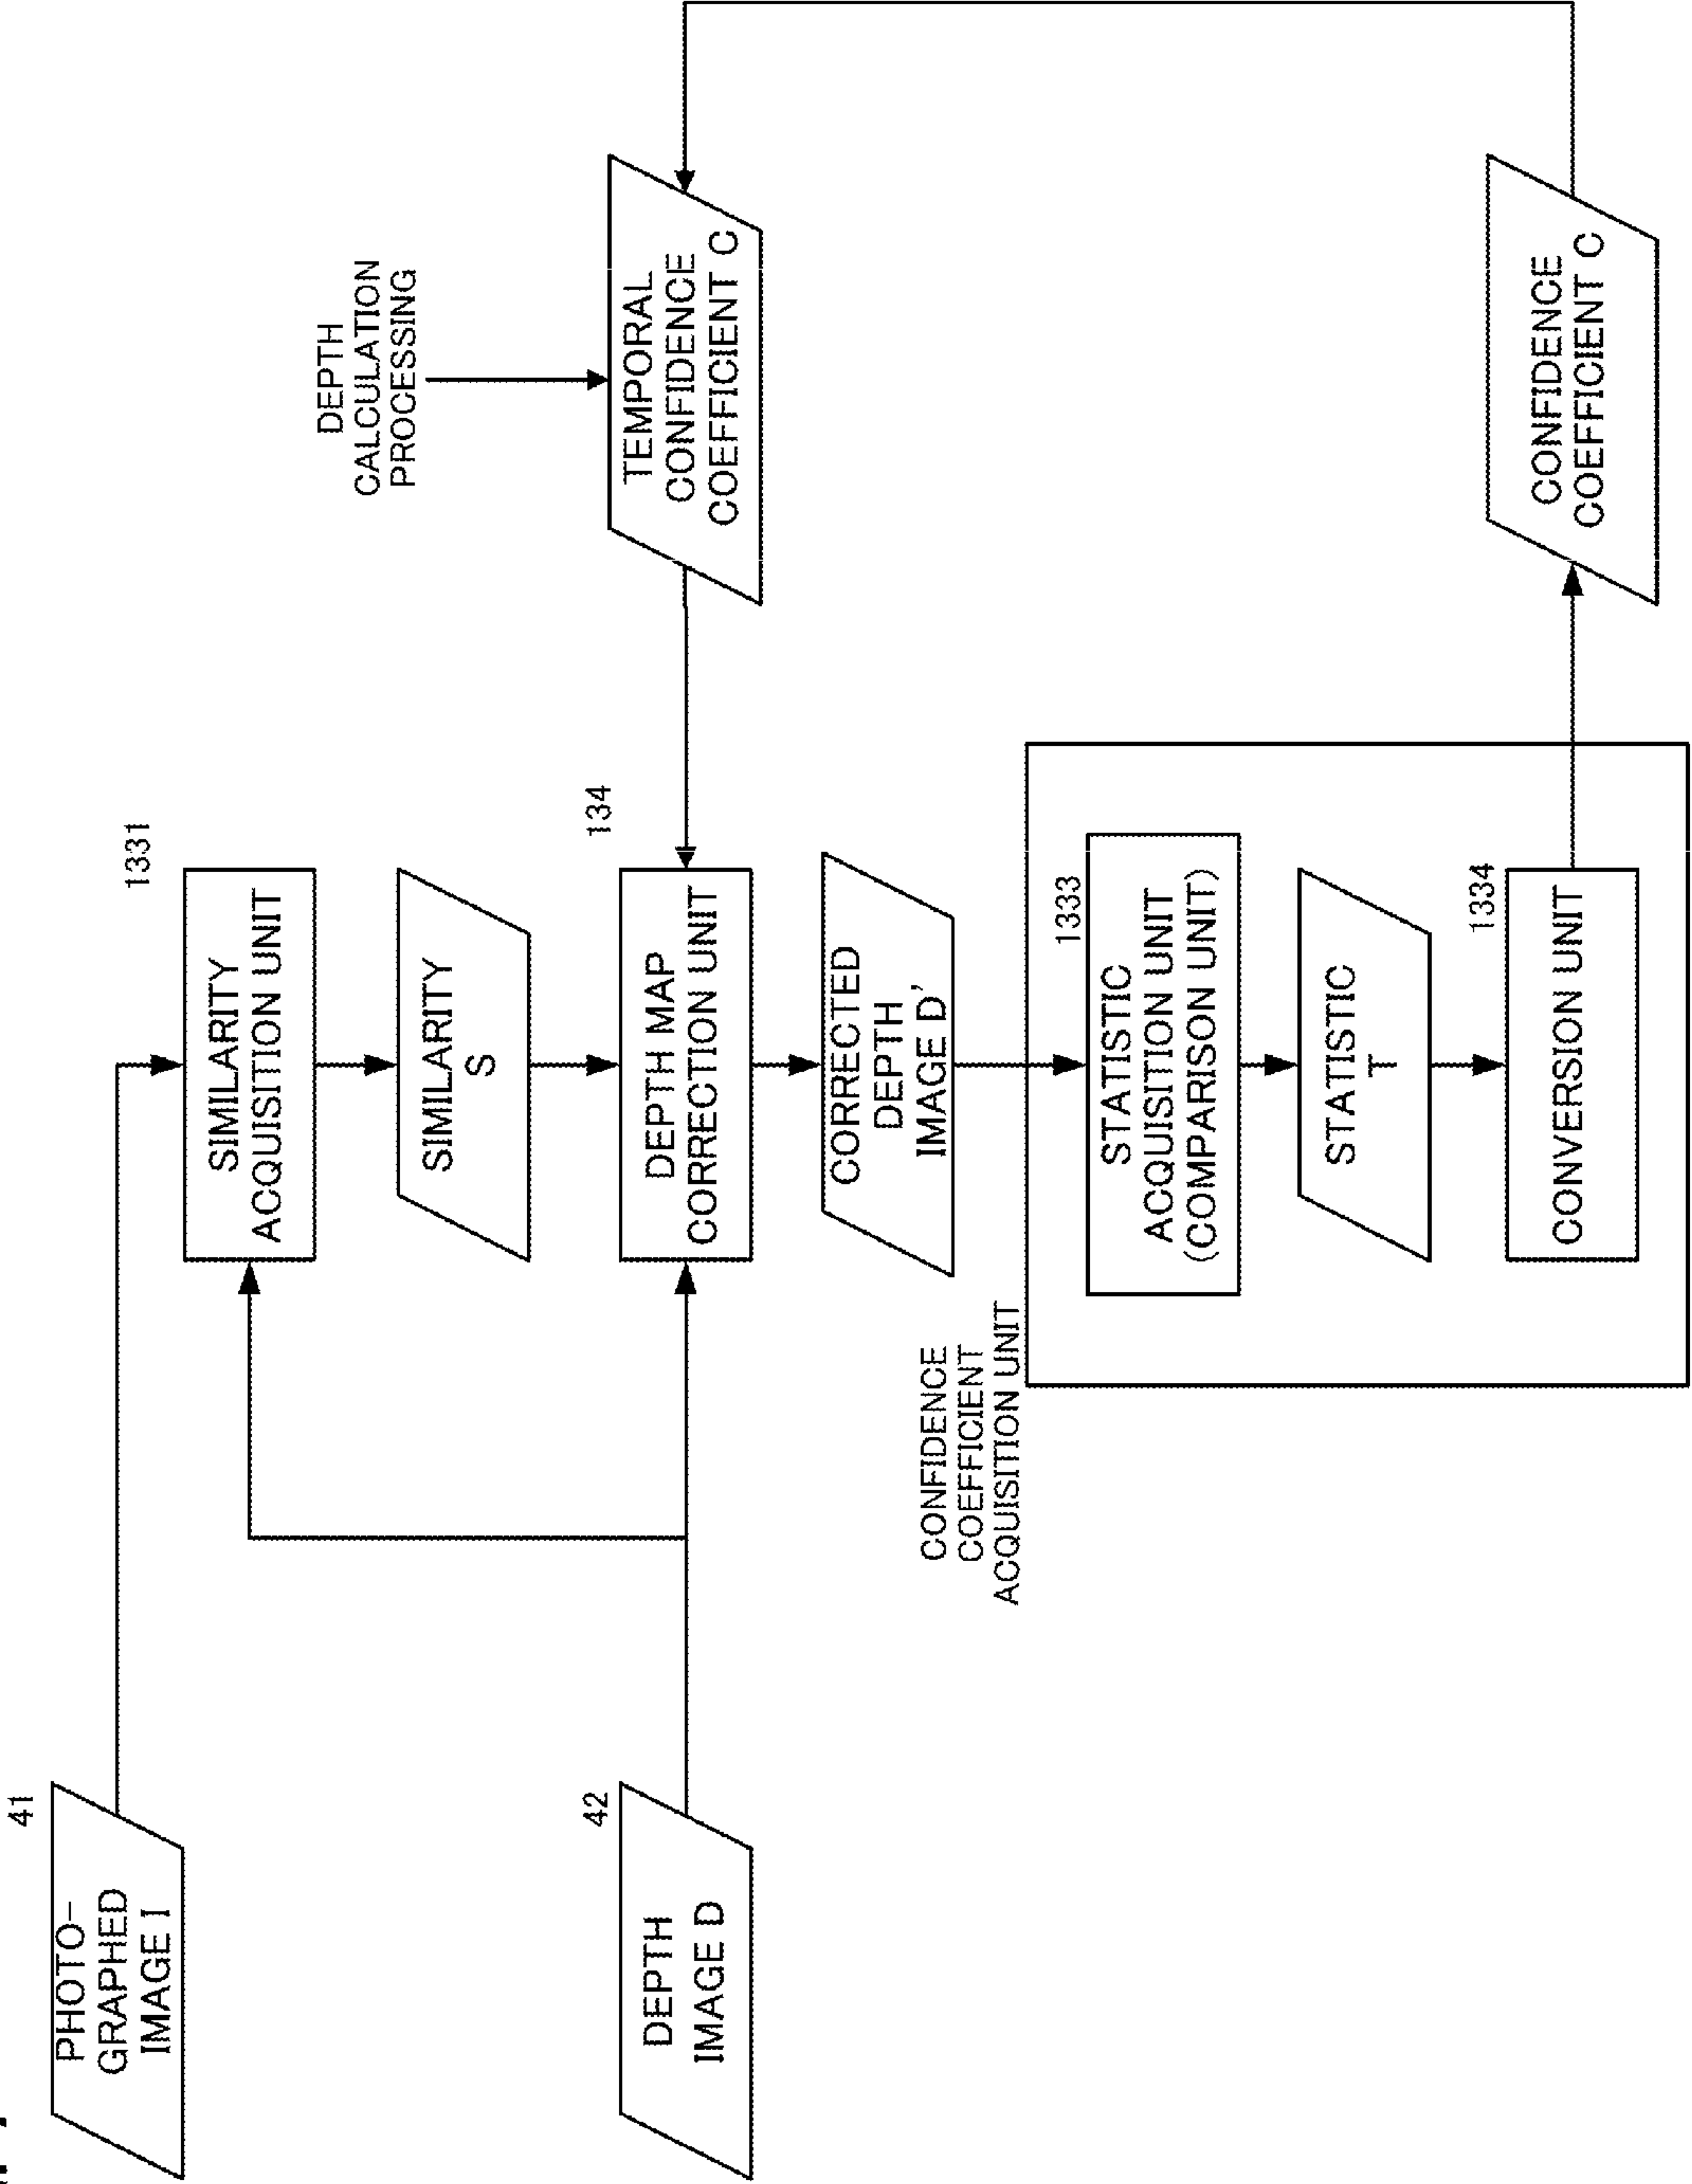 41
PHOTO-
GRAPHED
IMAGE I
42
DEPTH
IMAGE D
1331
SIMILARITY
ACQUISITION UNIT
SIMILARITY
S
134
DEPTH MAP
CORRECTION UNIT
CORRECTED
DEPTH
IMAGE D'
CONFIDENCE
COEFFICIENT
ACQUISITION UNIT
1333
STATISTIC
ACQUISITION UNIT
(COMPARISON UNIT)
STATISTIC
T
1334
CONVERSION UNIT
DEPTH
CALCULATION
PROCESSING
TEMPORAL
CONFIDENCE
COEFFICIENT C
CONFIDENCE
COEFFICIENT C